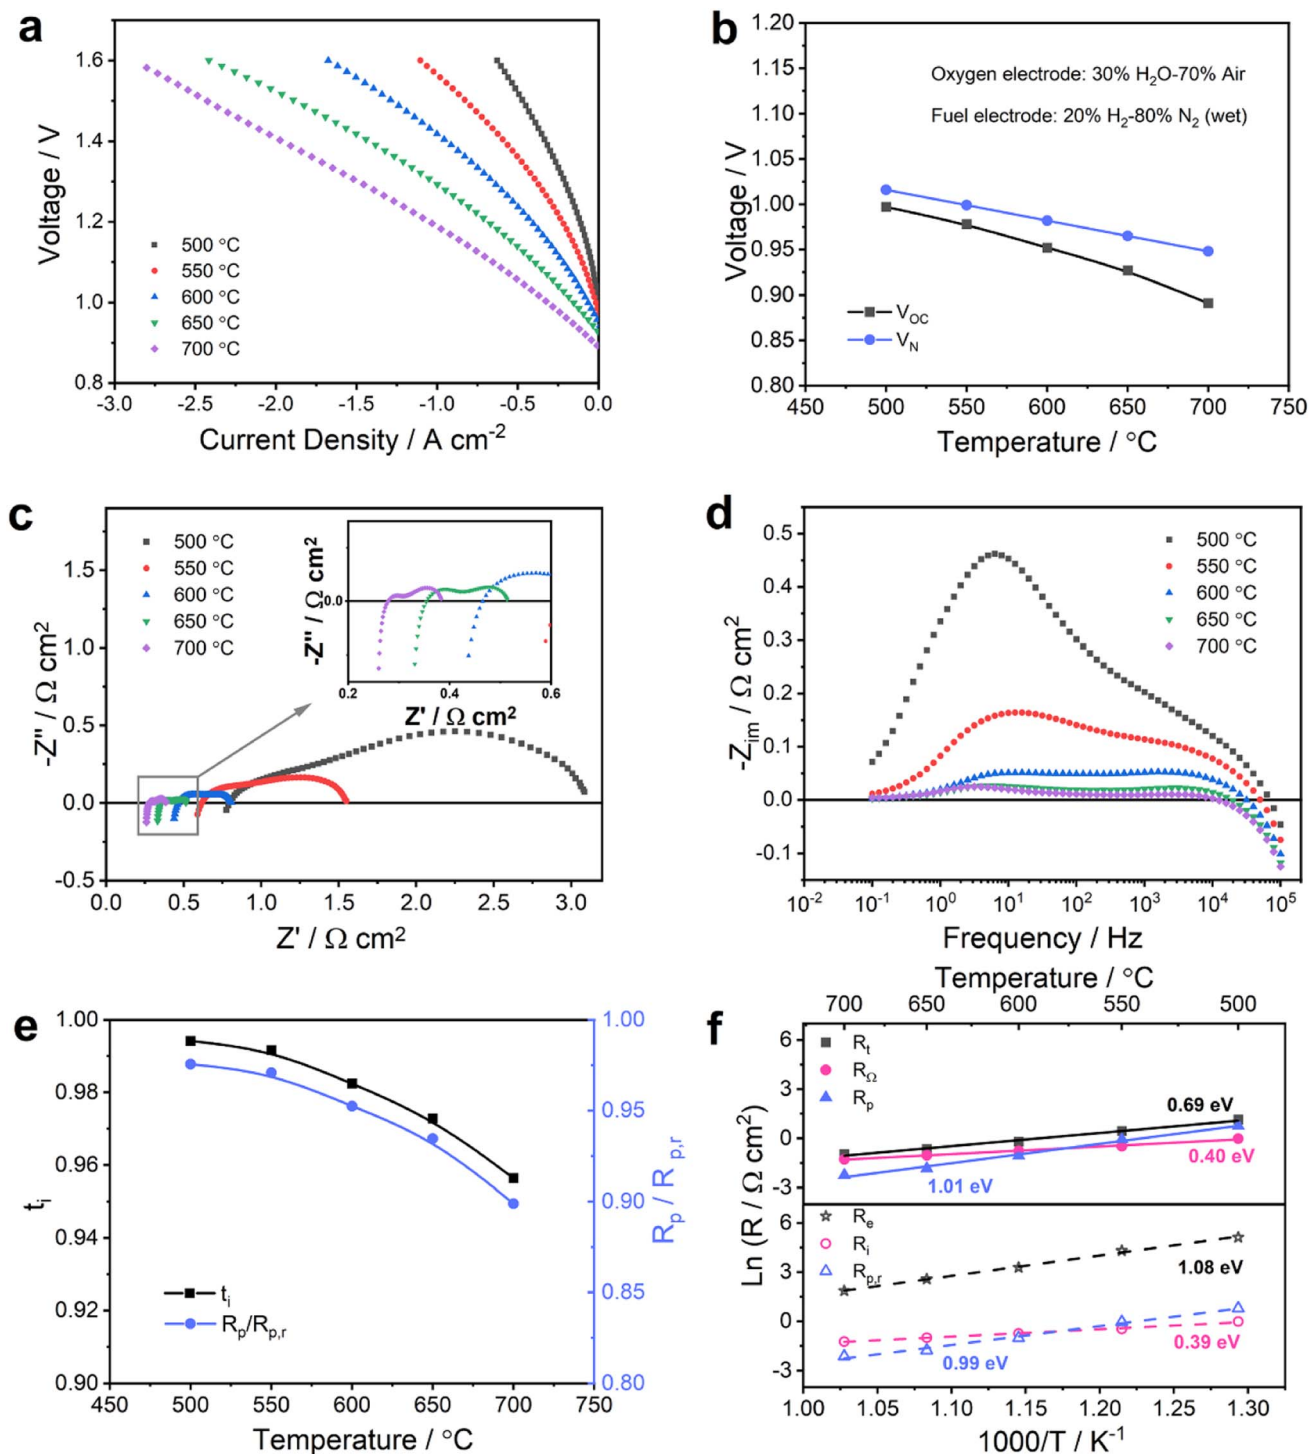 a
1.6
1.4
1.2
1.0
0.8
Voltage / V
500 °C
550 °C
600 °C
650 °C
700 °C
-3.0 -2.5 -2.0 -1.5 -1.0 -0.5 0.0
Current Density / A cm⁻²
b
1.20
1.15
1.10
1.05
1.00
0.95
0.90
0.85
0.80
Voltage / V
Oxygen electrode: 30% H₂O-70% Air
Fuel electrode: 20% H₂-80% N₂ (wet)
V_OC
V_N
450 500 550 600 650 700 750
Temperature / °C
c
1.5
1.0
0.5
0.0
-0.5
-Z'' / Ω cm²
500 °C
550 °C
600 °C
650 °C
700 °C
-Z'' / Ω cm²
0.0
0.2 0.4 0.6
Z' / Ω cm²
0.0 0.5 1.0 1.5 2.0 2.5 3.0
Z' / Ω cm²
d
0.5
0.4
0.3
0.2
0.1
0.0
-0.1
-Z_im / Ω cm²
500 °C
550 °C
600 °C
650 °C
700 °C
10⁻² 10⁻¹ 10⁰ 10¹ 10² 10³ 10⁴ 10⁵
Frequency / Hz
e
1.00
0.98
0.96
0.94
0.92
0.90
t_i
t_i
R_p/R_p,r
1.00
0.95
0.90
0.85
0.80
R_p / R_p,r
450 500 550 600 650 700 750
Temperature / °C
f
Temperature / °C
700 650 600 550 500
6
3
0
-3
R_t
R_Ω
R_p
0.69 eV
0.40 eV
1.01 eV
Ln (R / Ω cm²)
6
3
0
-3
R_e
R_i
R_p,r
1.08 eV
0.39 eV
0.99 eV
1.00 1.05 1.10 1.15 1.20 1.25 1.30
1000/T / K⁻¹